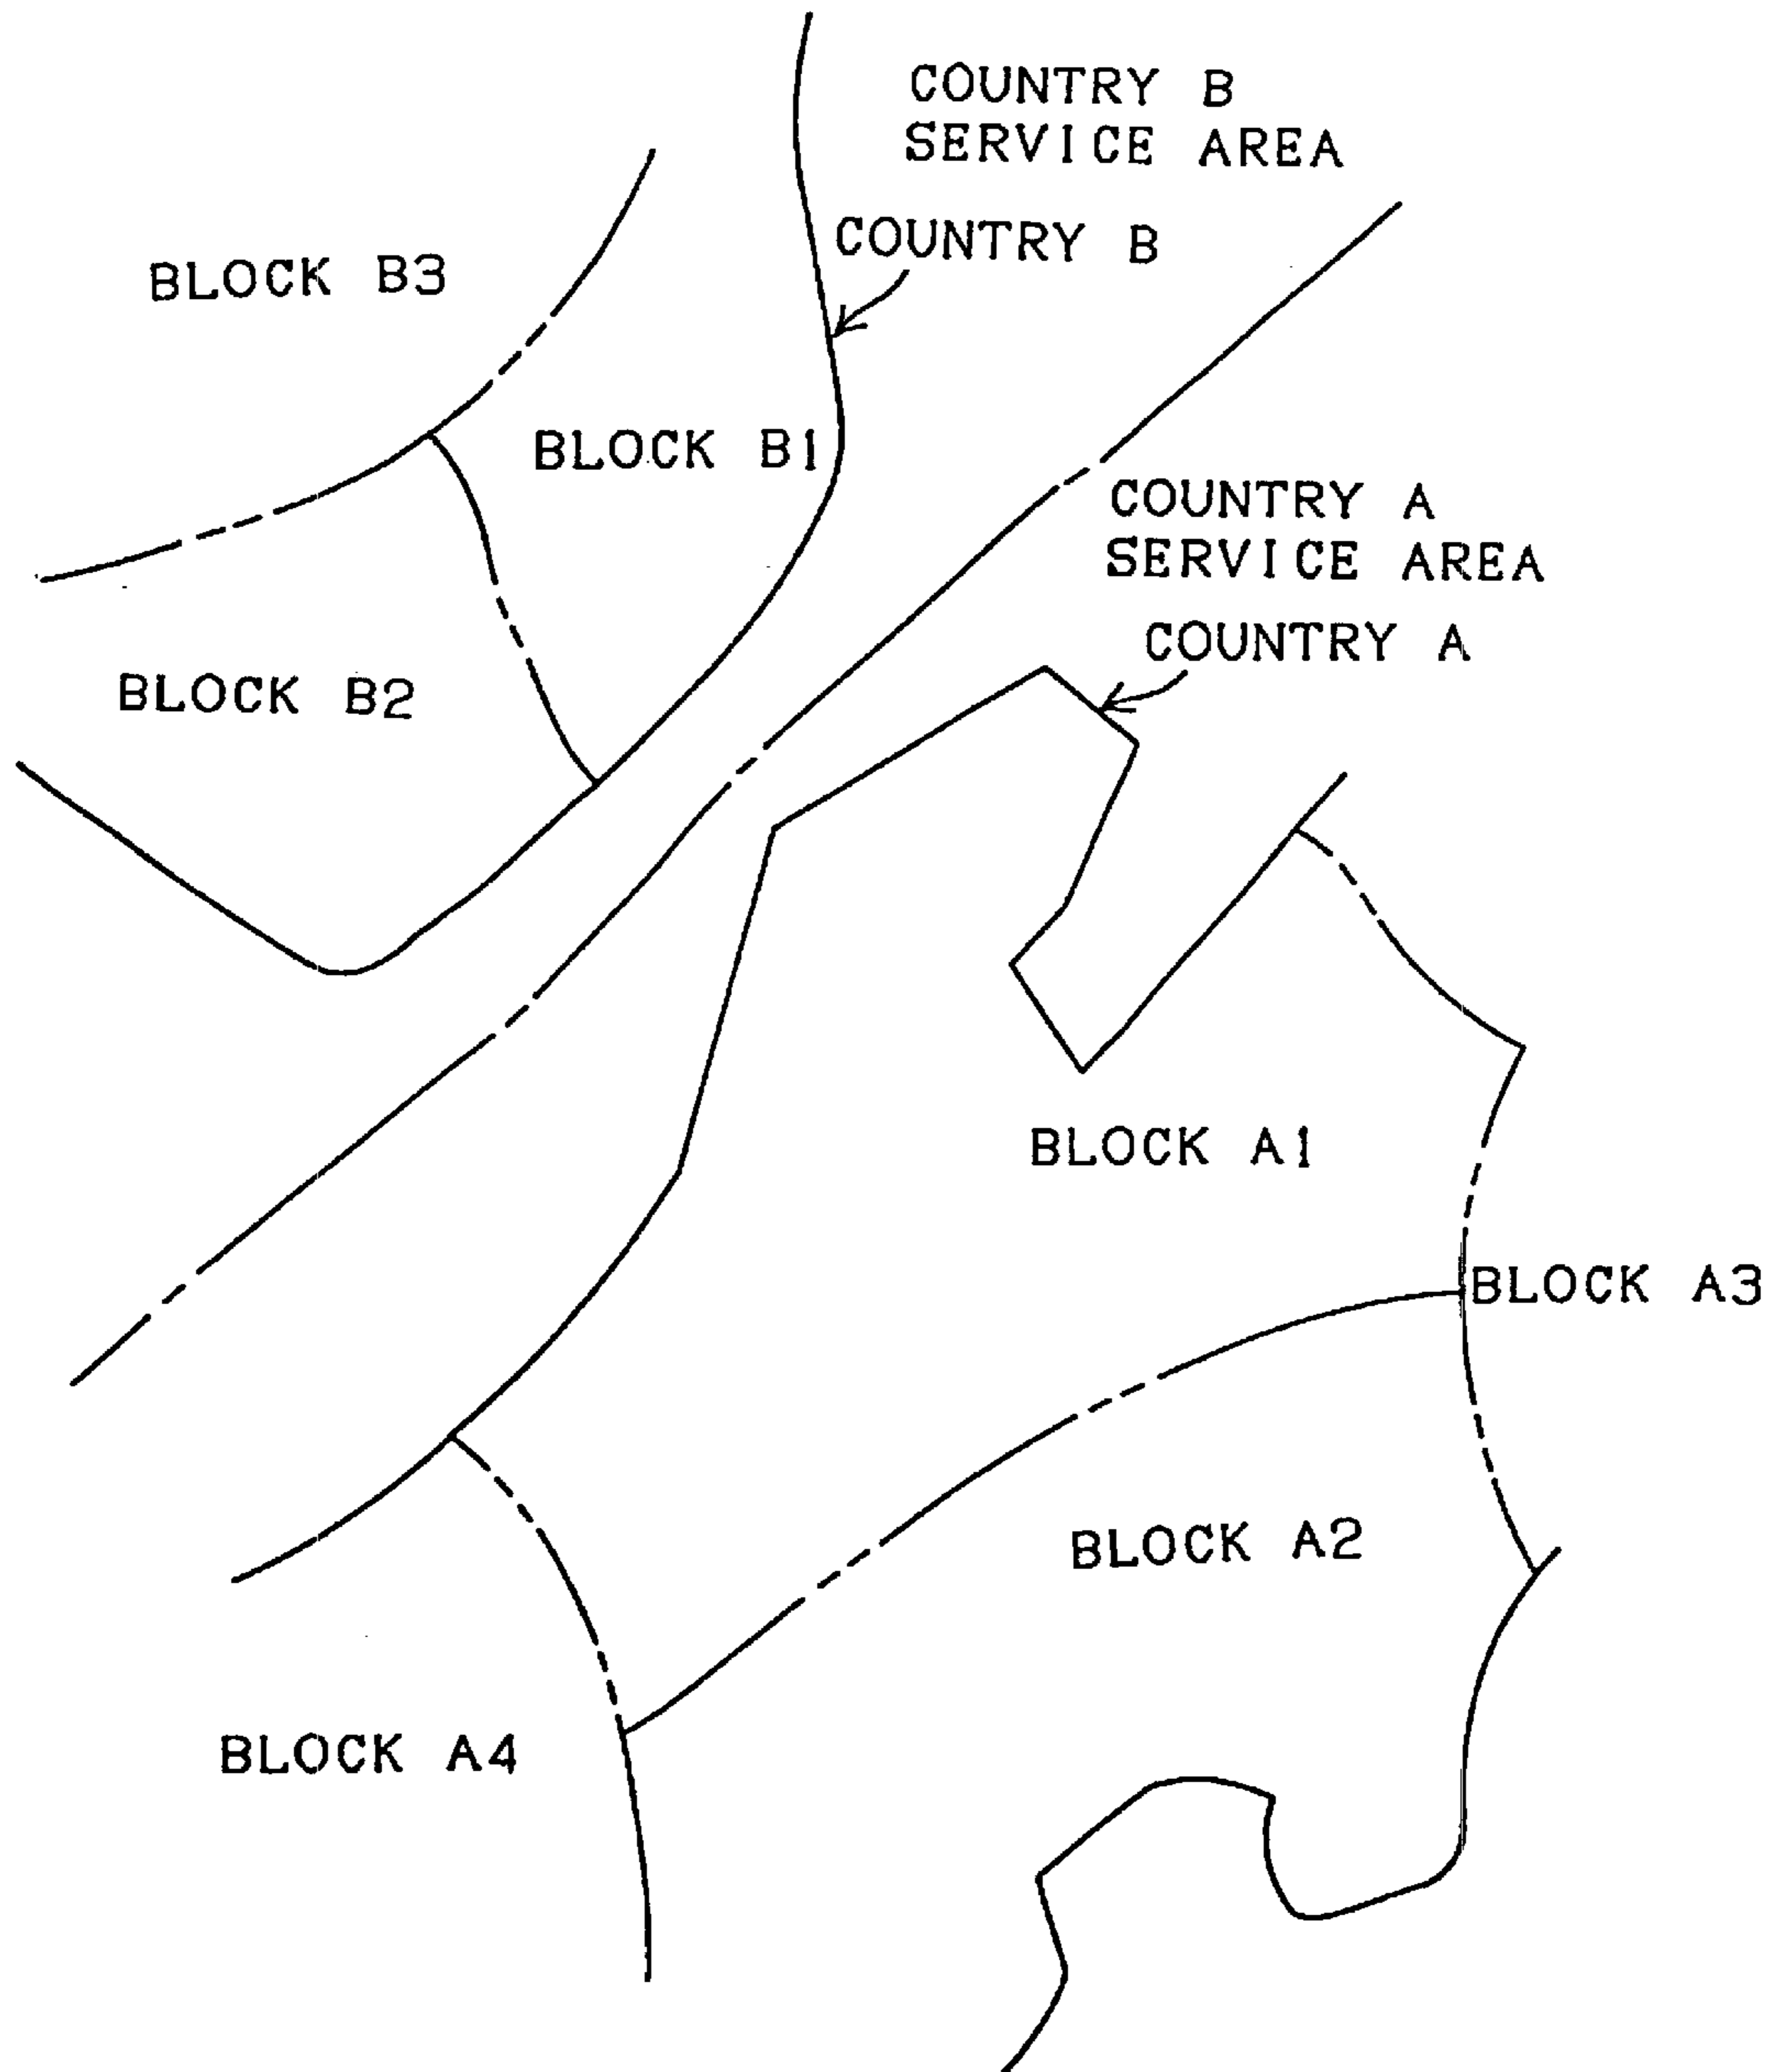 COUNTRY B
SERVICE AREA
COUNTRY B
BLOCK B3
BLOCK B1
COUNTRY A
SERVICE AREA
COUNTRY A
BLOCK B2
BLOCK A1
BLOCK A3
BLOCK A2
BLOCK A4